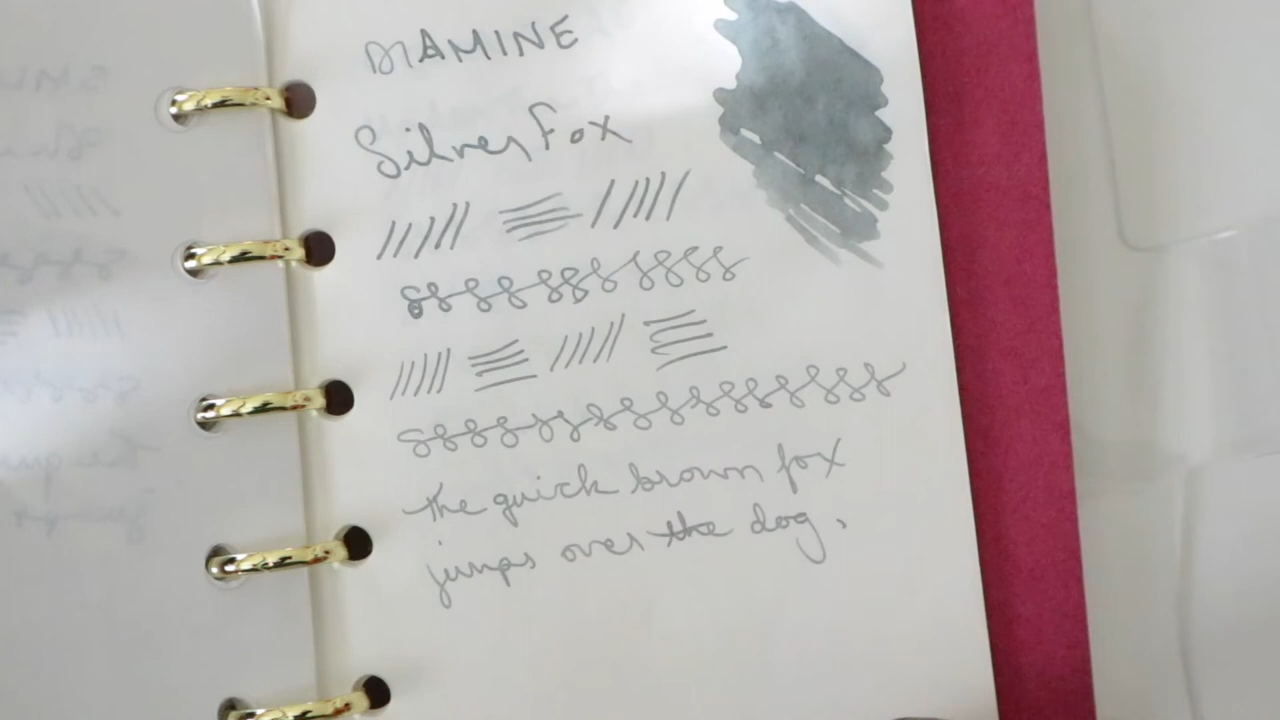 DIAMINE
Silver Fox
the quick brown fox
jumps over the dog.